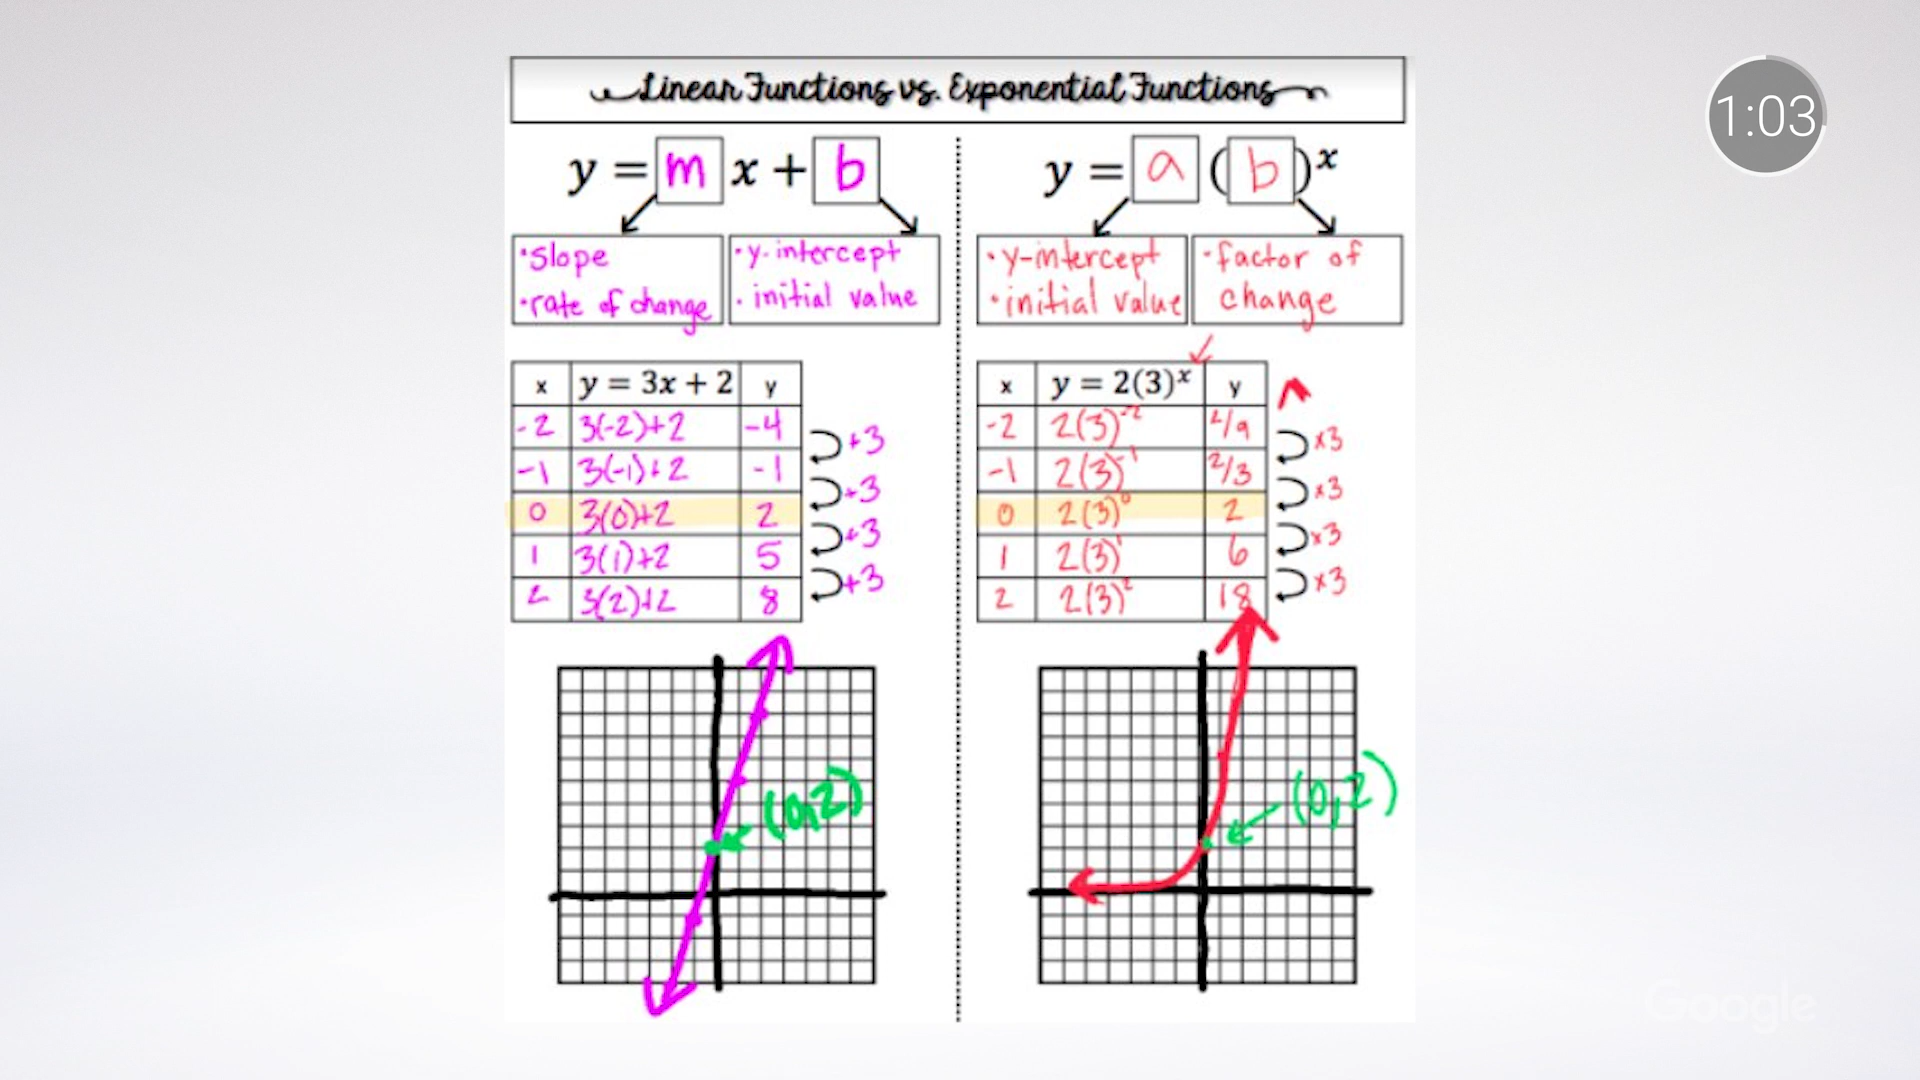 Linear Functions vs. Exponential Functions
1:03
y = m x + b
y = a (b)^x
•slope
•rate of change
•y-intercept
•initial value
•y-intercept
•initial value
•factor of
change
x y = 3x + 2 y
-2 3(-2)+2 -4
-1 3(-1)+2 -1
0 3(0)+2 2
1 3(1)+2 5
2 3(2)+2 8
+3
+3
+3
+3
x y = 2(3)^x y
-2 2(3)^-2 2/9
-1 2(3)^-1 2/3
0 2(3)^0 2
1 2(3)^1 6
2 2(3)^2 18
x3
x3
x3
x3
(0,2)
(0,2)
Google